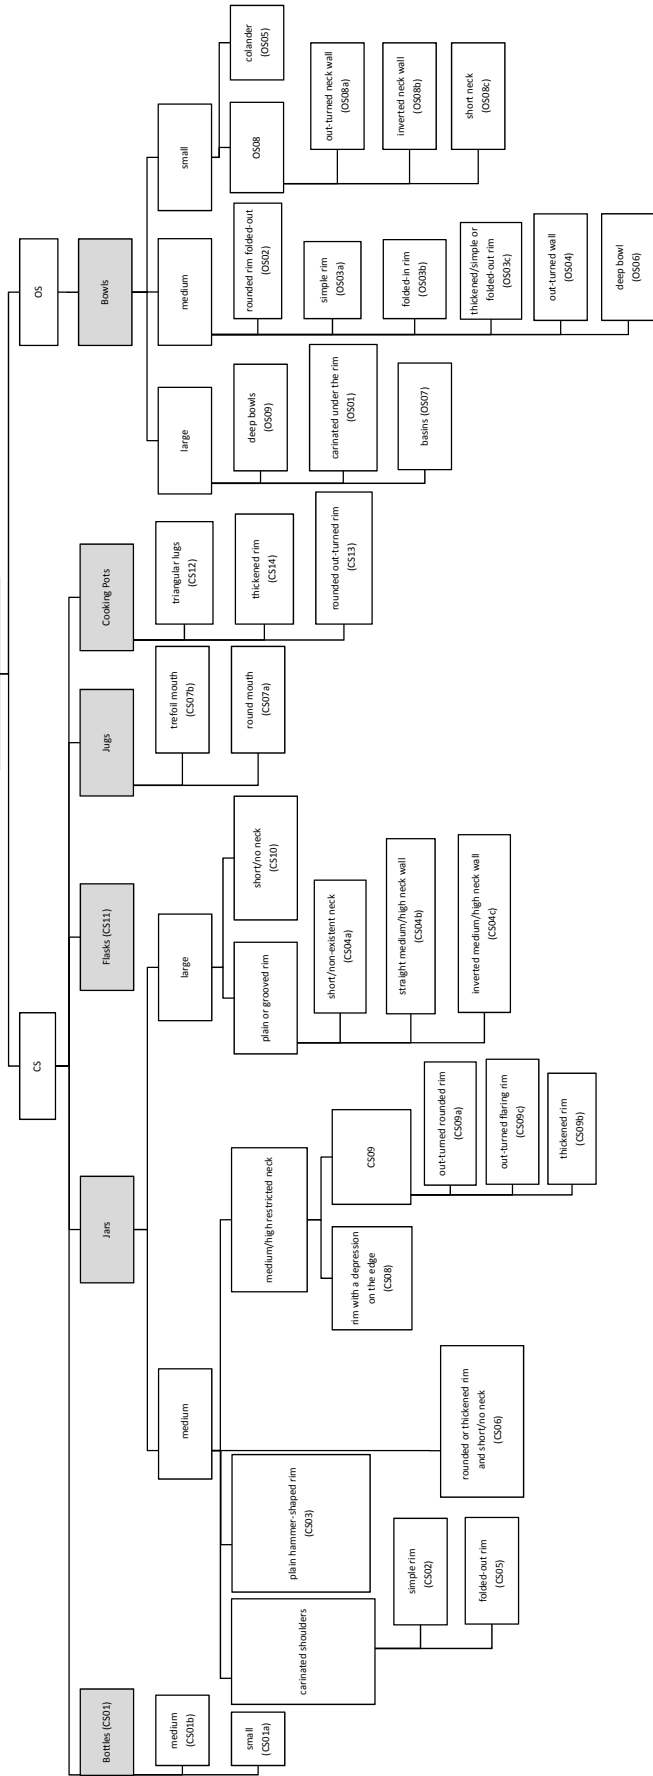 CS
OS
Bottles (CS01)
medium
(CS01b)
small
(CS01a)
Jars
medium
carinated shoulders
simple rim
(CS02)
folded-out rim
(CS05)
plain hammer-shaped rim
(CS03)
rounded or thickened rim
and short/no neck
(CS06)
medium/high restricted neck
rim with a depression
on the edge
(CS08)
CS09
out-turned rounded rim
(CS09a)
out-turned flaring rim
(CS09c)
thickened rim
(CS09b)
large
plain or grooved rim
short/non-existent neck
(CS04a)
straight medium/high neck wall
(CS04b)
inverted medium/high neck wall
(CS04c)
short/no neck
(CS10)
Flasks (CS11)
Jugs
trefoil mouth
(CS07b)
round mouth
(CS07a)
Cooking Pots
triangular lugs
(CS12)
thickened rim
(CS14)
rounded out-turned rim
(CS13)
Bowls
large
deep bowls
(OS09)
carinated under the rim
(OS01)
basins (OS07)
medium
rounded rim folded-out
(OS02)
simple rim
(OS03a)
folded-in rim
(OS03b)
thickened/simple or
folded-out rim
(OS03c)
out-turned wall
(OS04)
deep bowl
(OS06)
small
OS08
out-turned neck wall
(OS08a)
inverted neck wall
(OS08b)
short neck
(OS08c)
colander
(OS05)